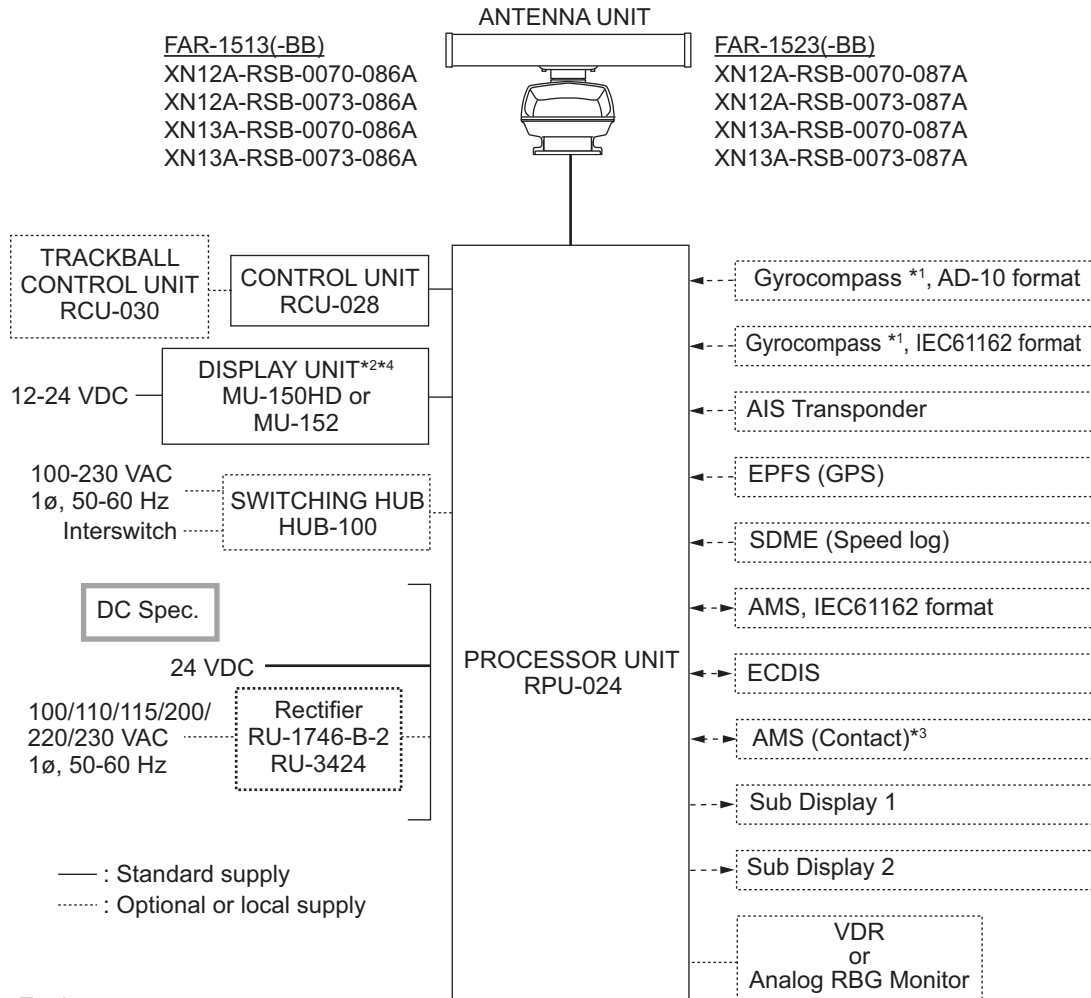 ANTENNA UNIT
FAR-1513(-BB)
XN12A-RSB-0070-086A
XN12A-RSB-0073-086A
XN13A-RSB-0070-086A
XN13A-RSB-0073-086A
FAR-1523(-BB)
XN12A-RSB-0070-087A
XN12A-RSB-0073-087A
XN13A-RSB-0070-087A
XN13A-RSB-0073-087A
TRACKBALL
CONTROL UNIT
RCU-030
CONTROL UNIT
RCU-028
12-24 VDC
DISPLAY UNIT*2*4
MU-150HD or
MU-152
100-230 VAC
1ø, 50-60 Hz
Interswitch
SWITCHING HUB
HUB-100
DC Spec.
24 VDC
100/110/115/200/
220/230 VAC
1ø, 50-60 Hz
Rectifier
RU-1746-B-2
RU-3424
PROCESSOR UNIT
RPU-024
Gyrocompass *1, AD-10 format
Gyrocompass *1, IEC61162 format
AIS Transponder
EPFS (GPS)
SDME (Speed log)
AMS, IEC61162 format
ECDIS
AMS (Contact)*3
Sub Display 1
Sub Display 2
VDR
or
Analog RBG Monitor
: Standard supply
: Optional or local supply